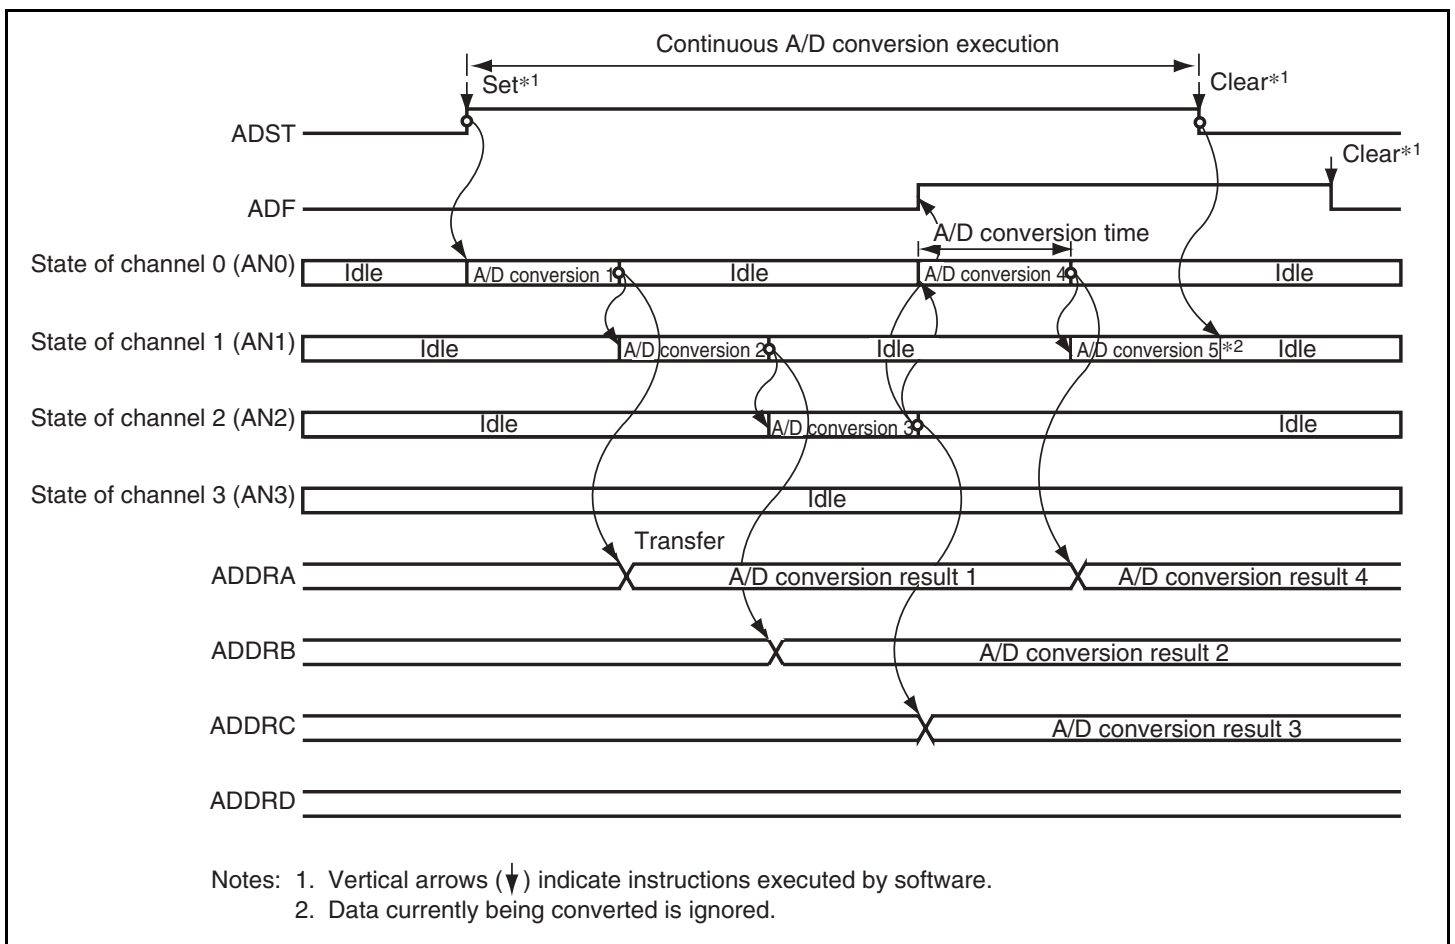 Continuous A/D conversion execution
Set*1
Clear*1
ADST
Clear*1
ADF
A/D conversion time
State of channel 0 (AN0)
Idle
A/D conversion 1
Idle
A/D conversion 4
Idle
State of channel 1 (AN1)
Idle
A/D conversion 2
Idle
A/D conversion 5
*2
Idle
State of channel 2 (AN2)
Idle
A/D conversion 3
Idle
State of channel 3 (AN3)
Idle
Transfer
ADDRA
A/D conversion result 1
A/D conversion result 4
ADDRB
A/D conversion result 2
ADDRC
A/D conversion result 3
ADDRD
Notes: 1. Vertical arrows ( ) indicate instructions executed by software.
2. Data currently being converted is ignored.